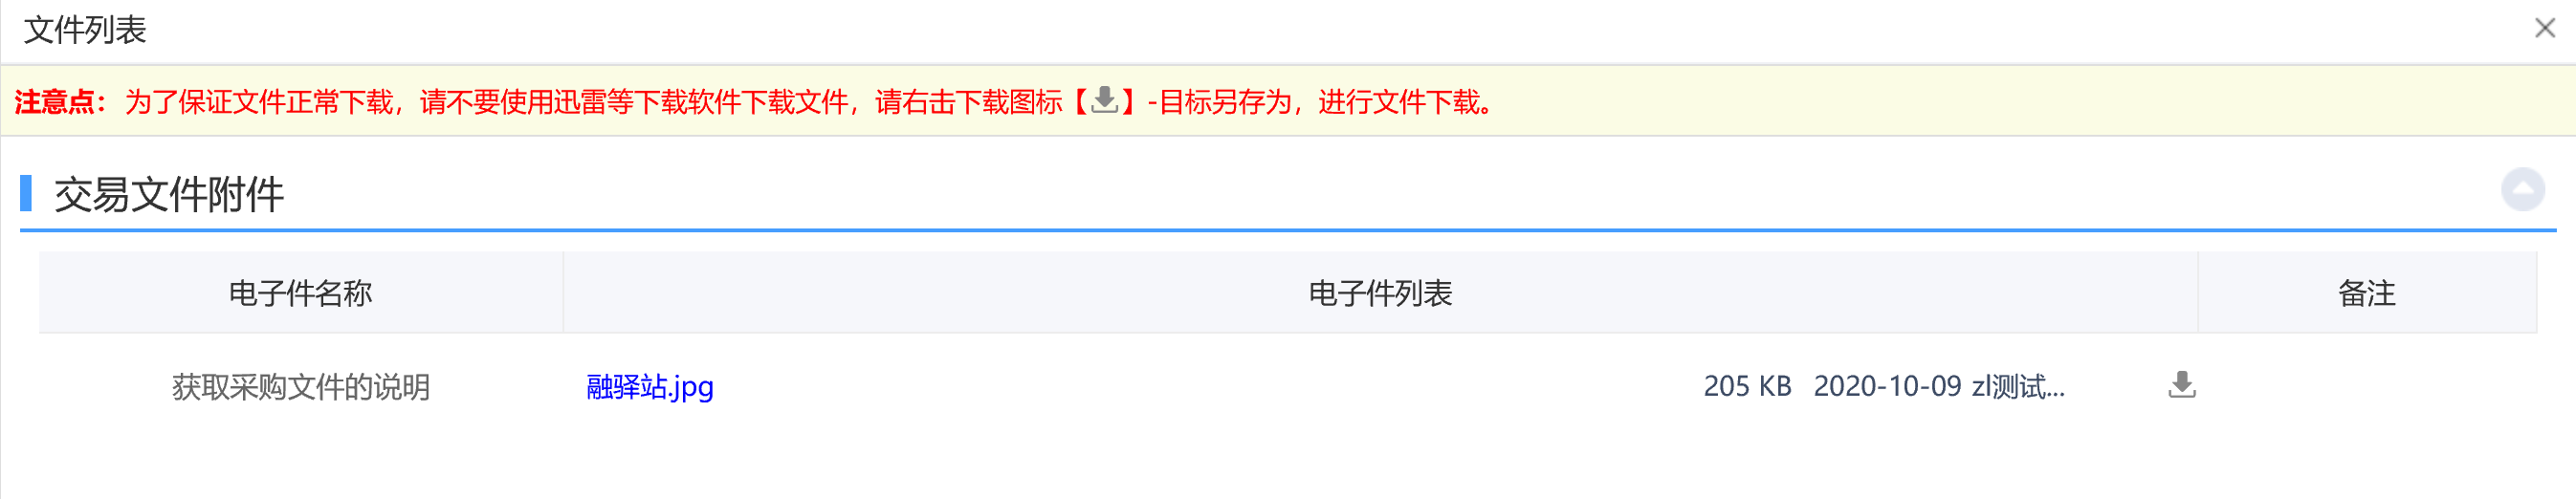 文件列表
注意点：为了保证文件正常下载，请不要使用迅雷等下载软件下载文件，请右击下载图标【】-目标另存为，进行文件下载。
交易文件附件
电子件名称 电子件列表 备注
获取采购文件的说明 融驿站.jpg 205 KB 2020-10-09 zl测试...